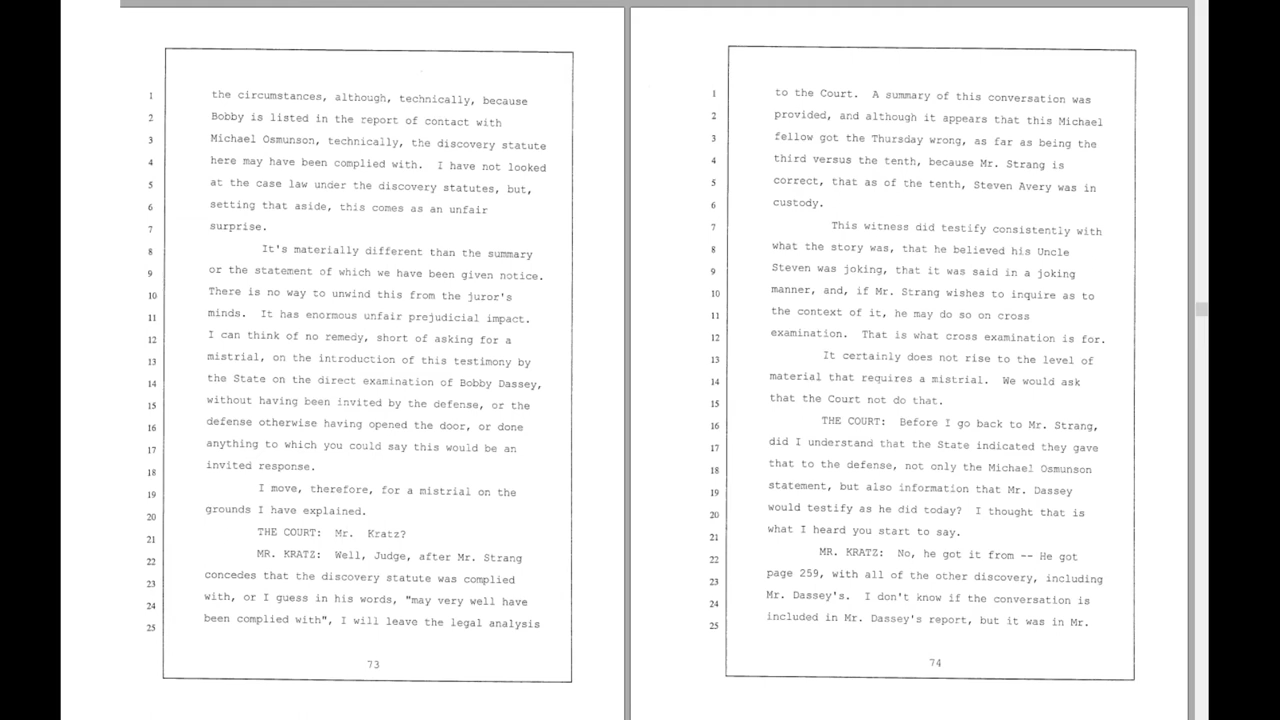 1 the circumstances, although, technically, because
2 Bobby is listed in the report of contact with
3 Michael Osmunson, technically, the discovery statute
4 here may have been complied with. I have not looked
5 at the case law under the discovery statutes, but,
6 setting that aside, this comes as an unfair
7 surprise.
8 It's materially different than the summary
9 or the statement of which we have been given notice.
10 There is no way to unwind this from the juror's
11 minds. It has enormous unfair prejudicial impact.
12 I can think of no remedy, short of asking for a
13 mistrial, on the introduction of this testimony by
14 the State on the direct examination of Bobby Dassey,
15 without having been invited by the defense, or the
16 defense otherwise having opened the door, or done
17 anything to which you could say this would be an
18 invited response.
19 I move, therefore, for a mistrial on the
20 grounds I have explained.
21 THE COURT: Mr. Kratz?
22 MR. KRATZ: Well, Judge, after Mr. Strang
23 concedes that the discovery statute was complied
24 with, or I guess in his words, "may very well have
25 been complied with", I will leave the legal analysis
73
1 to the Court. A summary of this conversation was
2 provided, and although it appears that this Michael
3 fellow got the Thursday wrong, as far as being the
4 third versus the tenth, because Mr. Strang is
5 correct, that as of the tenth, Steven Avery was in
6 custody.
7 This witness did testify consistently with
8 what the story was, that he believed his Uncle
9 Steven was joking, that it was said in a joking
10 manner, and, if Mr. Strang wishes to inquire as to
11 the context of it, he may do so on cross
12 examination. That is what cross examination is for.
13 It certainly does not rise to the level of
14 material that requires a mistrial. We would ask
15 that the Court not do that.
16 THE COURT: Before I go back to Mr. Strang,
17 did I understand that the State indicated they gave
18 that to the defense, not only the Michael Osmunson
19 statement, but also information that Mr. Dassey
20 would testify as he did today? I thought that is
21 what I heard you start to say.
22 MR. KRATZ: No, he got it from -- He got
23 page 259, with all of the other discovery, including
24 Mr. Dassey's. I don't know if the conversation is
25 included in Mr. Dassey's report, but it was in Mr.
74